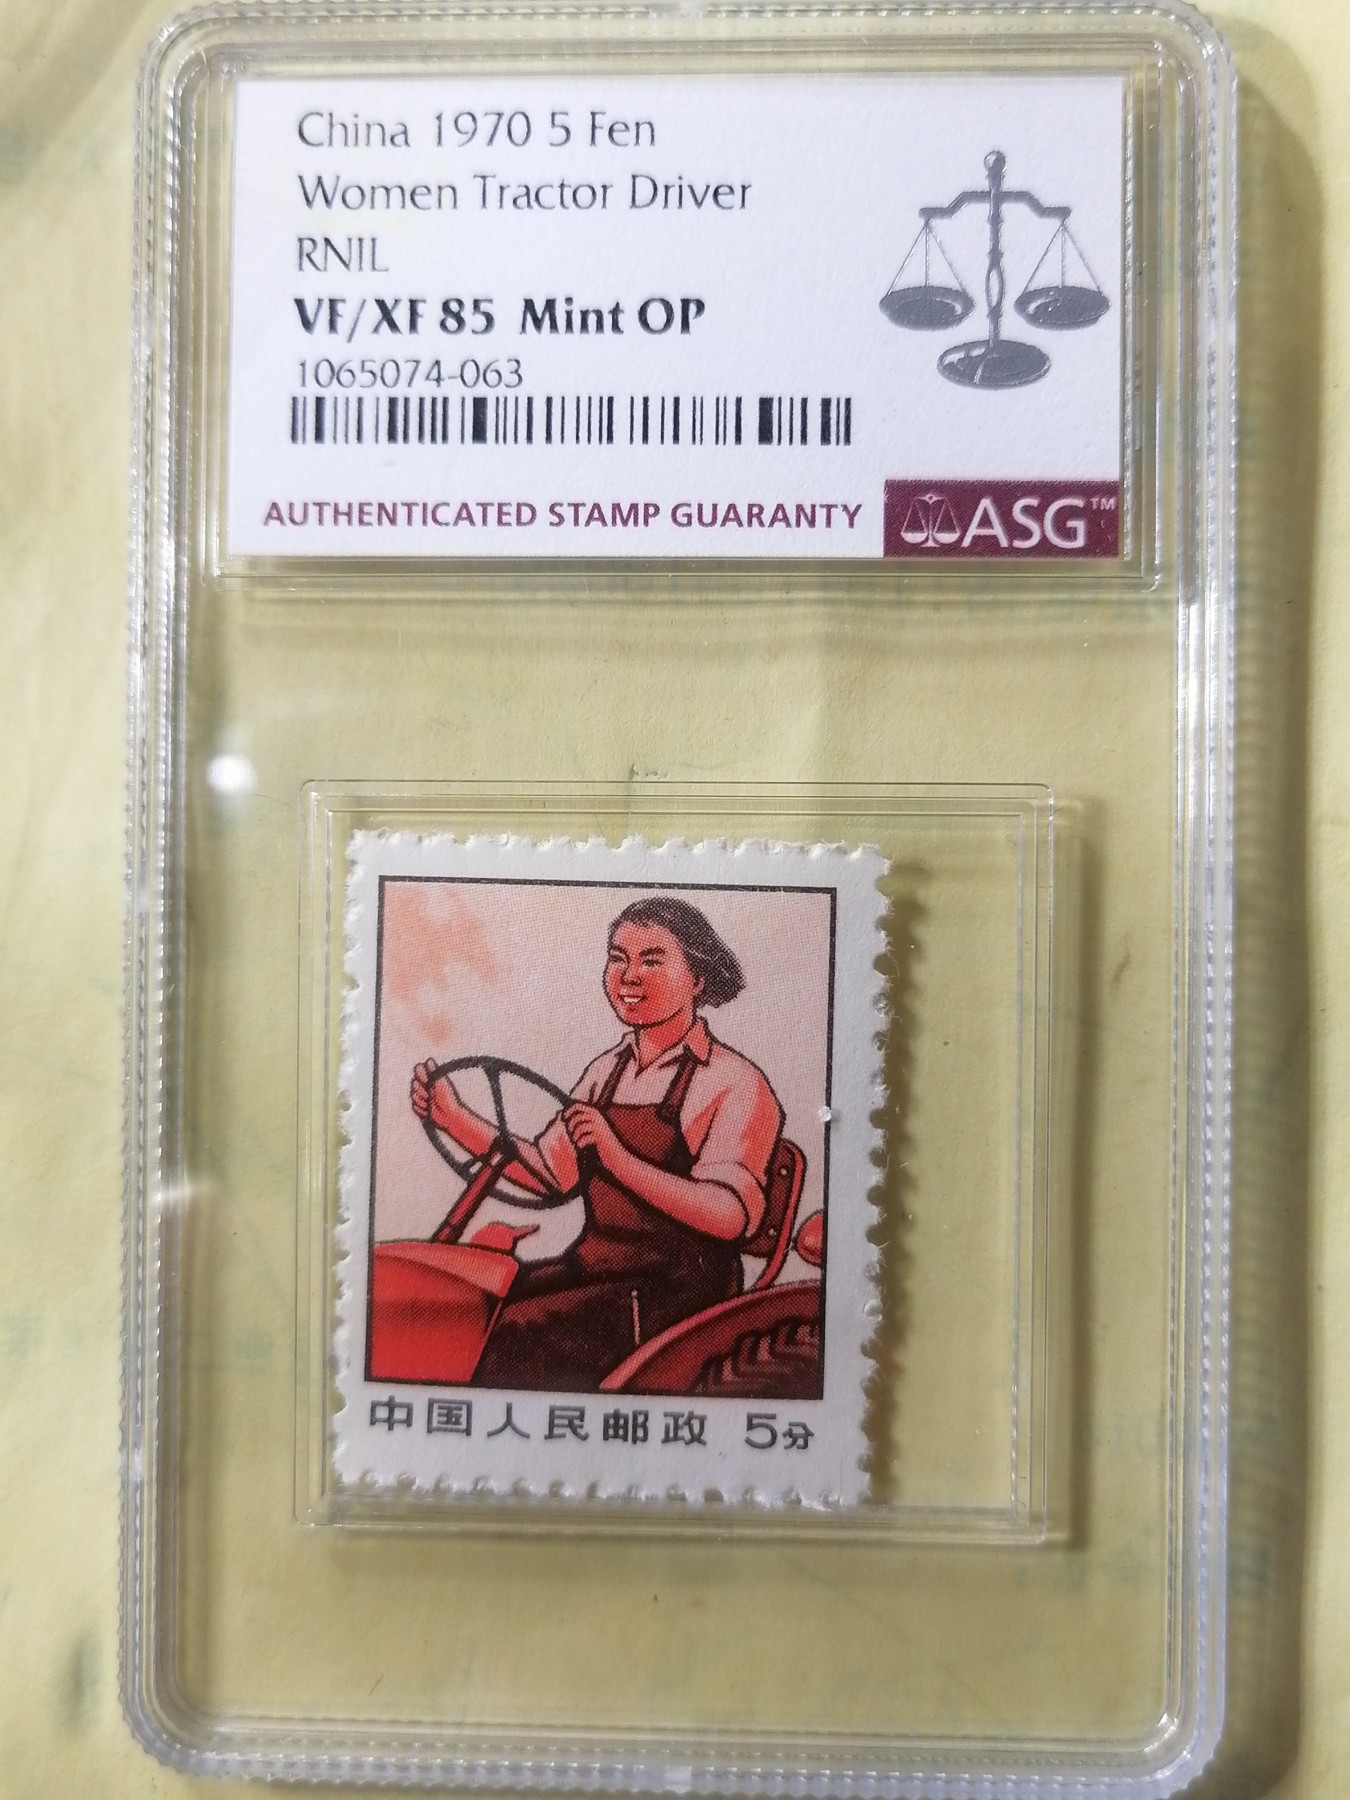 China 1970 5 Fen
Women Tractor Driver
RNIL
VF/XF 85 Mint OP
1065074-063
AUTHENTICATED STAMP GUARANTY
ASG™
中国人民邮政 5分